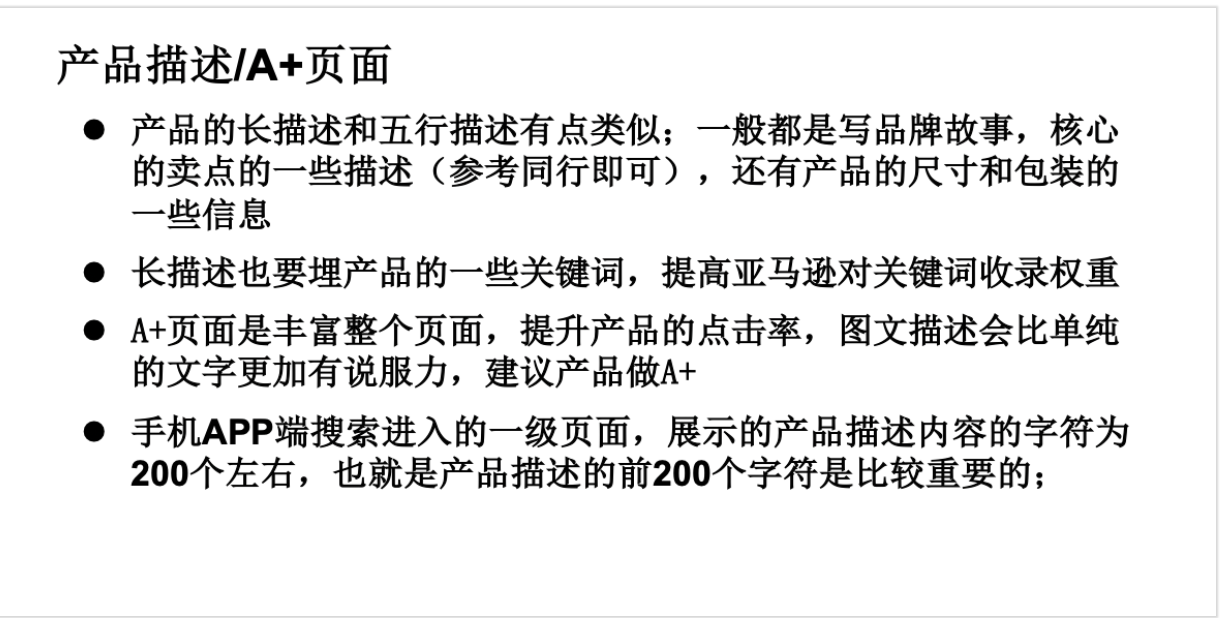 产品描述/A+页面
● 产品的长描述和五行描述有点类似；一般都是写品牌故事，核心
的卖点的一些描述（参考同行即可），还有产品的尺寸和包装的
一些信息
● 长描述也要埋产品的一些关键词，提高亚马逊对关键词收录权重
● A+页面是丰富整个页面，提升产品的点击率，图文描述会比单纯
的文字更加有说服力，建议产品做A+
● 手机APP端搜索进入的一级页面，展示的产品描述内容的字符为
200个左右，也就是产品描述的前200个字符是比较重要的；